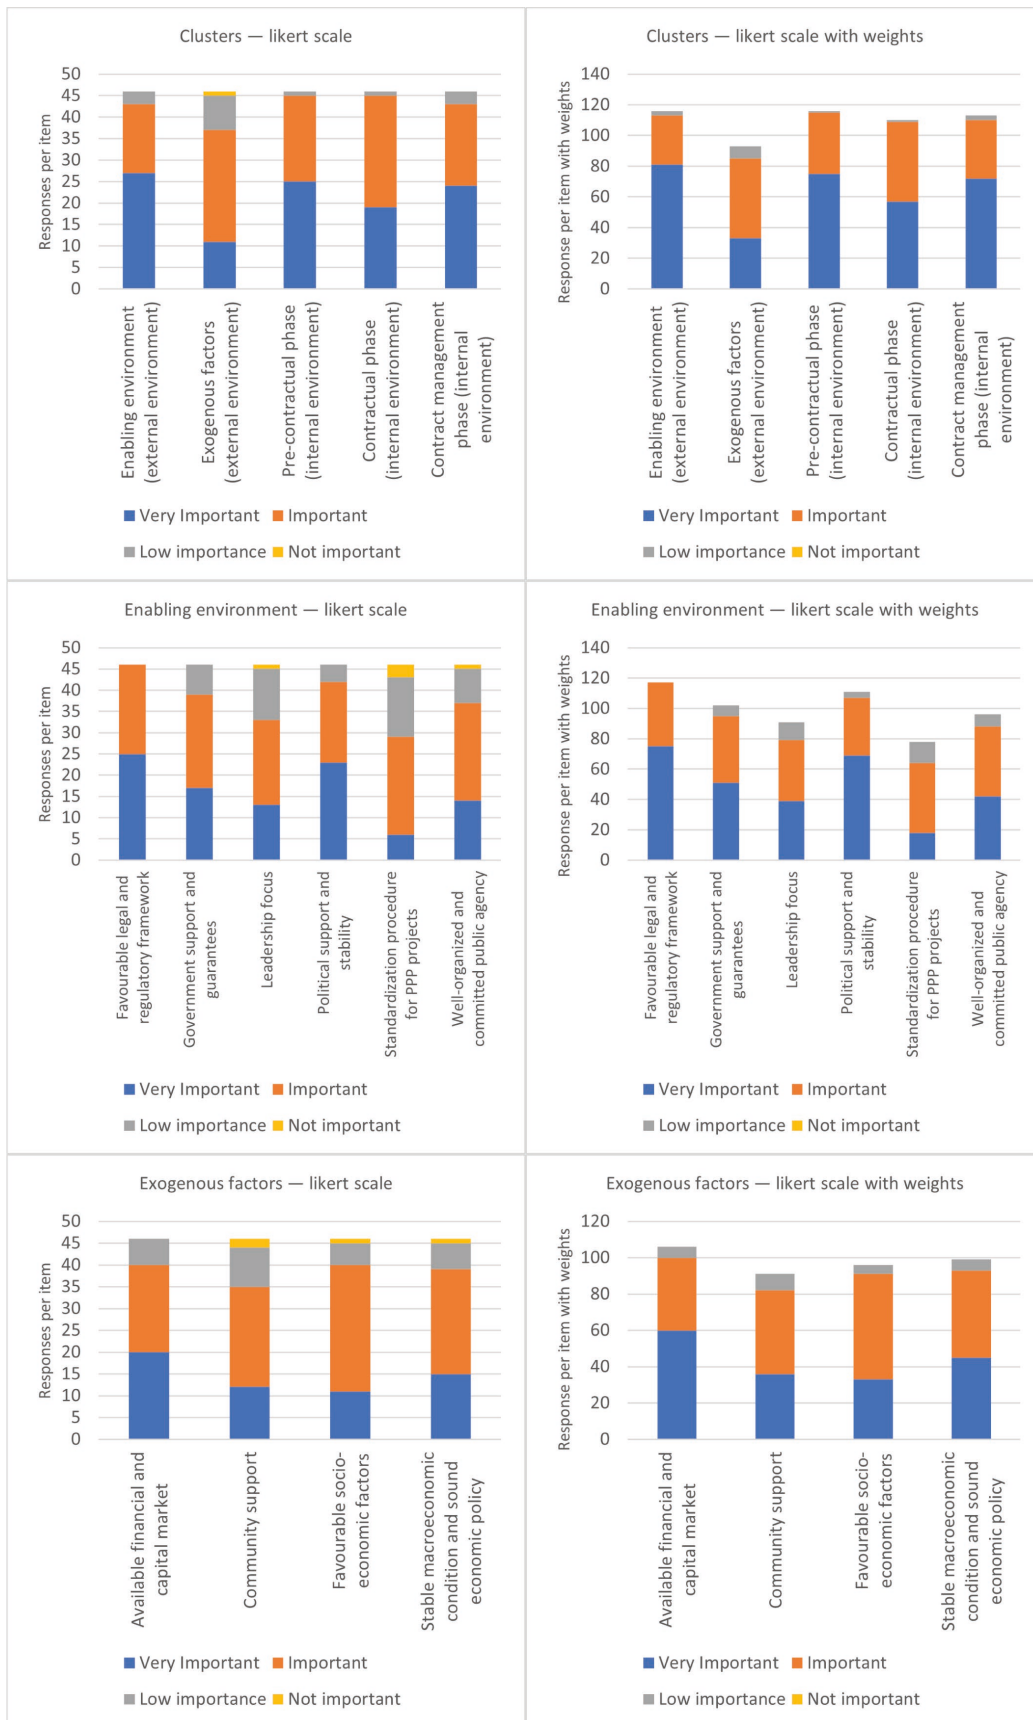 Clusters — likert scale
Responses per item
50
45
40
35
30
25
20
15
10
5
0
Enabling environment
(external environment)
Exogenous factors
(external environment)
Pre-contractual phase
(internal environment)
Contractual phase
(internal environment)
Contract management
phase (internal
environment)
Very Important
Important
Low importance
Not important
Clusters — likert scale with weights
Response per item with weights
140
120
100
80
60
40
20
0
Enabling environment
(external environment)
Exogenous factors
(external environment)
Pre-contractual phase
(internal environment)
Contractual phase
(internal environment)
Contract management
phase (internal
environment)
Very Important
Important
Low importance
Not important
Enabling environment — likert scale
Responses per item
50
45
40
35
30
25
20
15
10
5
0
Favourable legal and
regulatory framework
Government support and
guarantees
Leadership focus
Political support and
stability
Standardization procedure
for PPP projects
Well-organized and
committed public agency
Very Important
Important
Low importance
Not important
Enabling environment — likert scale with weights
Response per item with weights
140
120
100
80
60
40
20
0
Favourable legal and
regulatory framework
Government support and
guarantees
Leadership focus
Political support and
stability
Standardization procedure
for PPP projects
Well-organized and
committed public agency
Very Important
Important
Low importance
Not important
Exogenous factors — likert scale
Responses per item
50
45
40
35
30
25
20
15
10
5
0
Available financial and
capital market
Community support
Favourable socio-
economic factors
Stable macroeconomic
condition and sound
economic policy
Very Important
Important
Low importance
Not important
Exogenous factors — likert scale with weights
Response per item with weights
120
100
80
60
40
20
0
Available financial and
capital market
Community support
Favourable socio-
economic factors
Stable macroeconomic
condition and sound
economic policy
Very Important
Important
Low importance
Not important